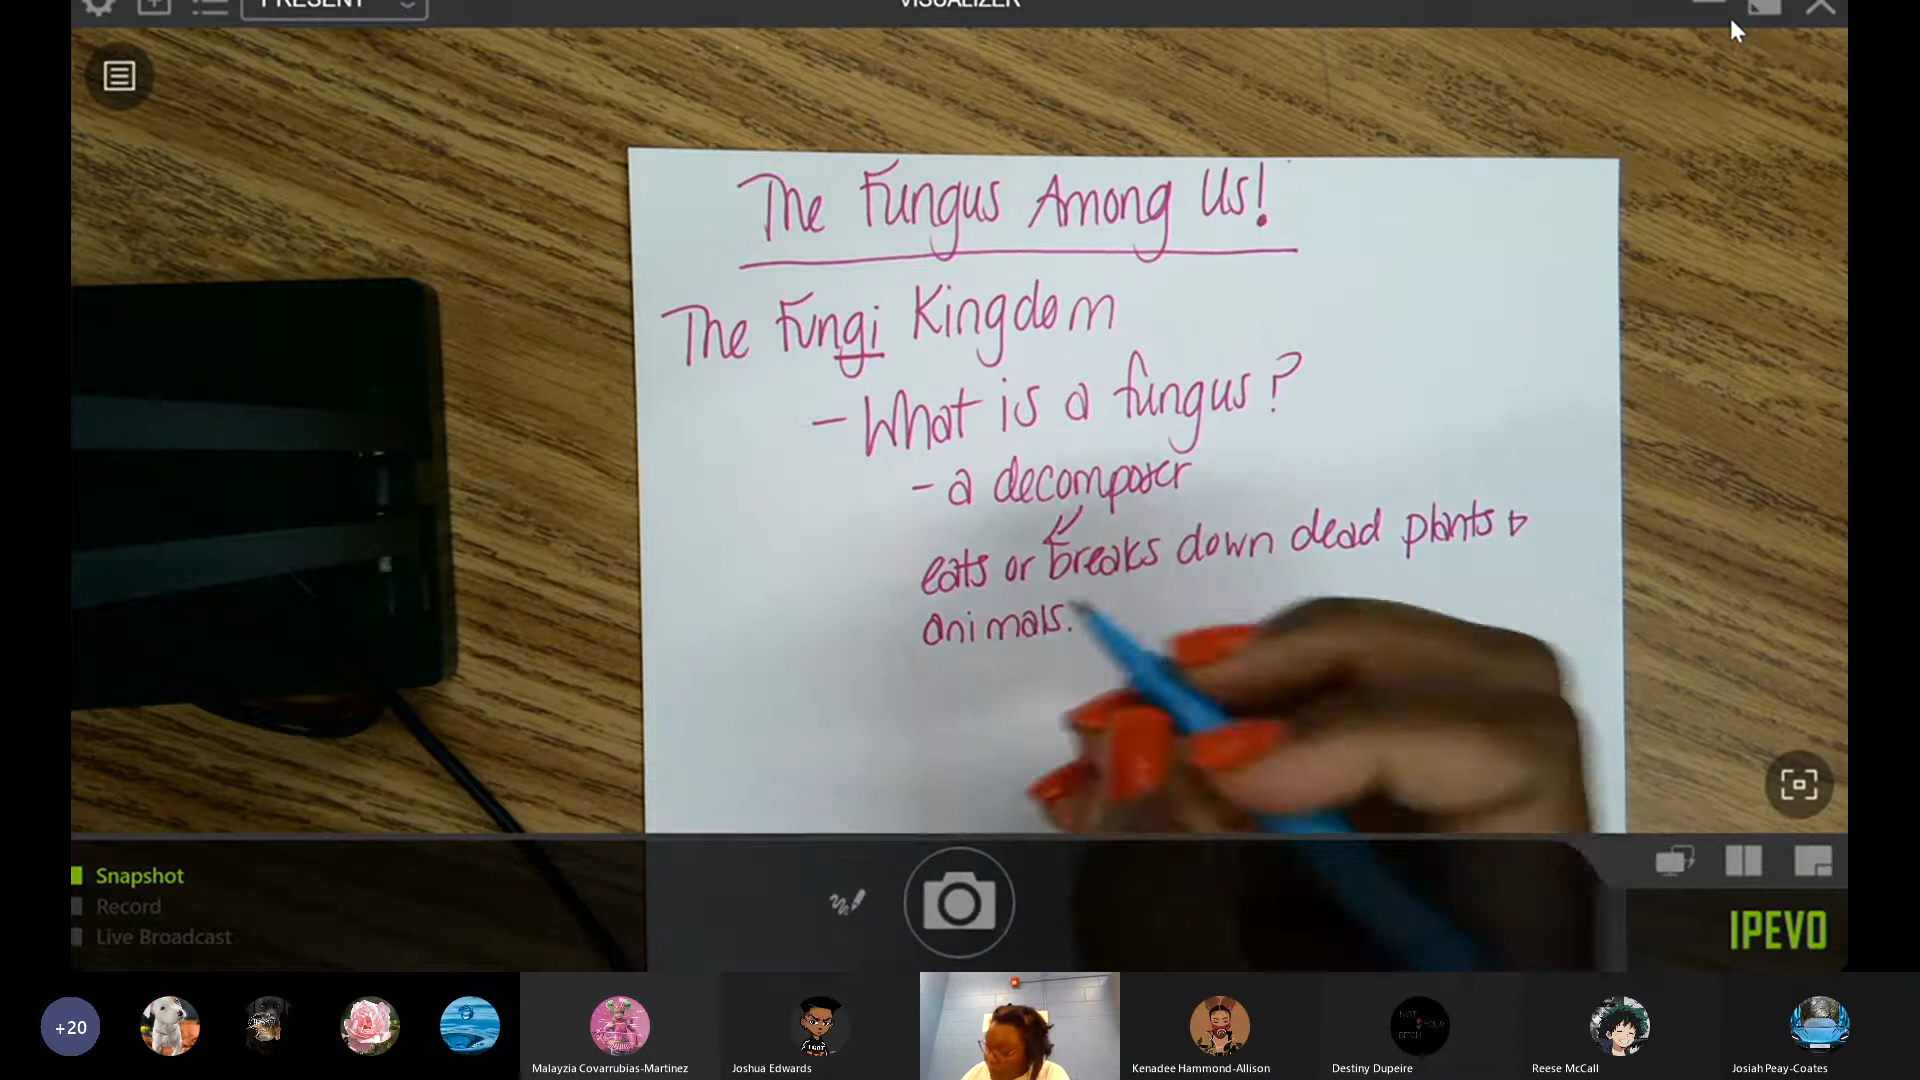 PRESENT
VISUALIZER
The Fungus Among Us!
The Fungi Kingdom
- What is a fungus?
- a decomposer
eats or breaks down dead plants &
animals.
Snapshot
Record
Live Broadcast
IPEVO
+20
Malayzia Covarrubias-Martinez
Joshua Edwards
Kenadee Hammond-Allison
Destiny Dupeire
Reese McCall
Josiah Peay-Coates